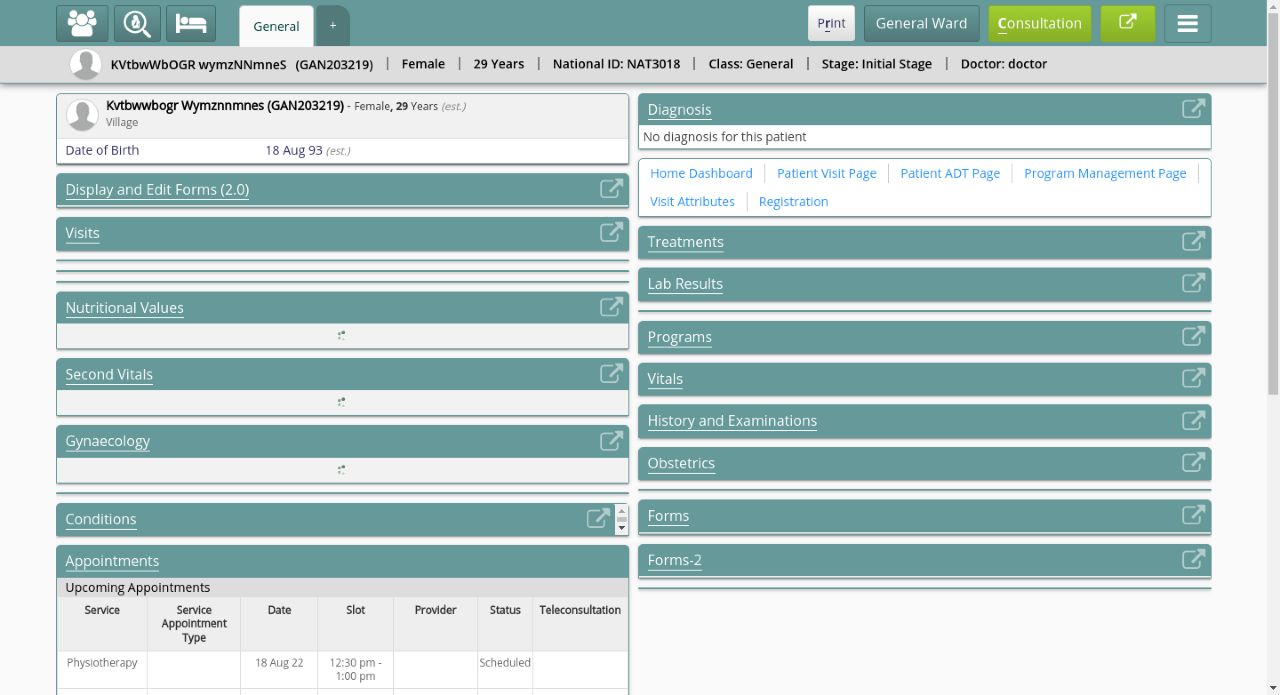 General
+
Print
General Ward
Consultation
KVtbwWbOGR wymzNNmneS (GAN203219) | Female | 29 Years | National ID: NAT3018 | Class: General | Stage: Initial Stage | Doctor: doctor
Kvtbwwbogr Wymznnmnes (GAN203219) - Female, 29 Years (est.)
Village
Date of Birth 18 Aug 93 (est.)
Display and Edit Forms (2.0)
Visits
Nutritional Values
Second Vitals
Gynaecology
Conditions
Appointments
Upcoming Appointments
Service Service Appointment Type Date Slot Provider Status Teleconsultation
Physiotherapy 18 Aug 22 12:30 pm - 1:00 pm Scheduled
Diagnosis
No diagnosis for this patient
Home Dashboard Patient Visit Page Patient ADT Page Program Management Page
Visit Attributes Registration
Treatments
Lab Results
Programs
Vitals
History and Examinations
Obstetrics
Forms
Forms-2